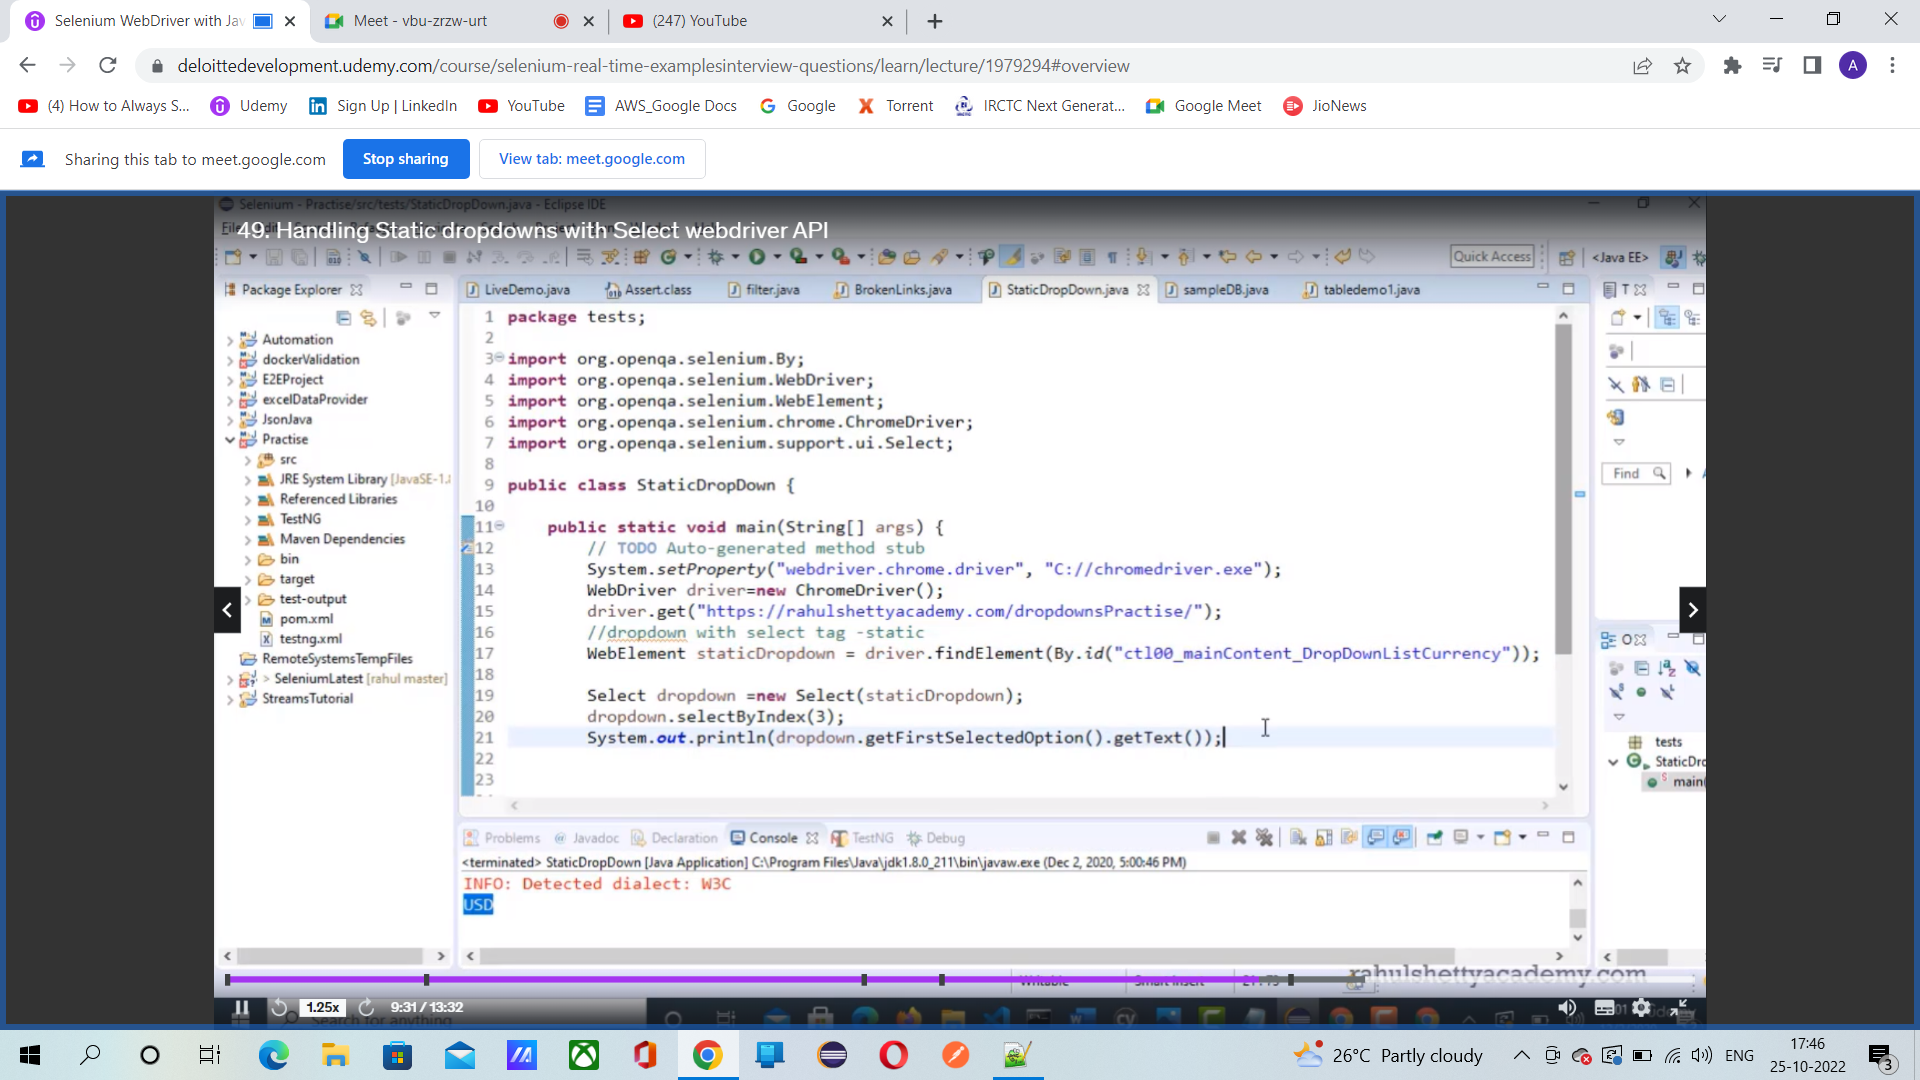 Selenium WebDriver with Jav
Meet - vbu-zrzw-urt
(247) YouTube
deloittedevelopment.udemy.com/course/selenium-real-time-examplesinterview-questions/learn/lecture/1979294#overview
A
(4) How to Always S...
Udemy
Sign Up | LinkedIn
YouTube
AWS_Google Docs
Google
Torrent
IRCTC Next Generat...
Google Meet
JioNews
Sharing this tab to meet.google.com
Stop sharing
View tab: meet.google.com
Selenium - Practise/src/tests/StaticDropDown.java - Eclipse IDE
49. Handling Static dropdowns with Select webdriver API
Quick Access
<Java EE>
Package Explorer
LiveDemo.java
Assert.class
filter.java
BrokenLinks.java
StaticDropDown.java
sampleDB.java
tabledemo1.java
T
Automation
dockerValidation
E2EProject
excelDataProvider
JsonJava
Practise
src
JRE System Library [JavaSE-1.
Referenced Libraries
TestNG
Maven Dependencies
bin
target
test-output
pom.xml
testng.xml
RemoteSystemsTempFiles
> SeleniumLatest [rahul master]
StreamsTutorial
1 package tests;
2
3 import org.openqa.selenium.By;
4 import org.openqa.selenium.WebDriver;
5 import org.openqa.selenium.WebElement;
6 import org.openqa.selenium.chrome.ChromeDriver;
7 import org.openqa.selenium.support.ui.Select;
8
9 public class StaticDropDown {
10
11 public static void main(String[] args) {
12 // TODO Auto-generated method stub
13 System.setProperty("webdriver.chrome.driver", "C://chromedriver.exe");
14 WebDriver driver=new ChromeDriver();
15 driver.get("https://rahulshettyacademy.com/dropdownsPractise/");
16 //dropdown with select tag -static
17 WebElement staticDropdown = driver.findElement(By.id("ctl00_mainContent_DropDownListCurrency"));
18
19 Select dropdown =new Select(staticDropdown);
20 dropdown.selectByIndex(3);
21 System.out.println(dropdown.getFirstSelectedOption().getText());
22
23
Find
O
tests
StaticDro
main(
Problems
Javadoc
Declaration
Console
TestNG
Debug
<terminated> StaticDropDown [Java Application] C:\Program Files\Java\jdk1.8.0_211\bin\javaw.exe (Dec 2, 2020, 5:00:46 PM)
INFO: Detected dialect: W3C
USD
Writable
Smart Insert
rahulshettyacademy.com
1.25x
9:31 / 13:32
Search for anything
26°C Partly cloudy
ENG
17:46
25-10-2022
3